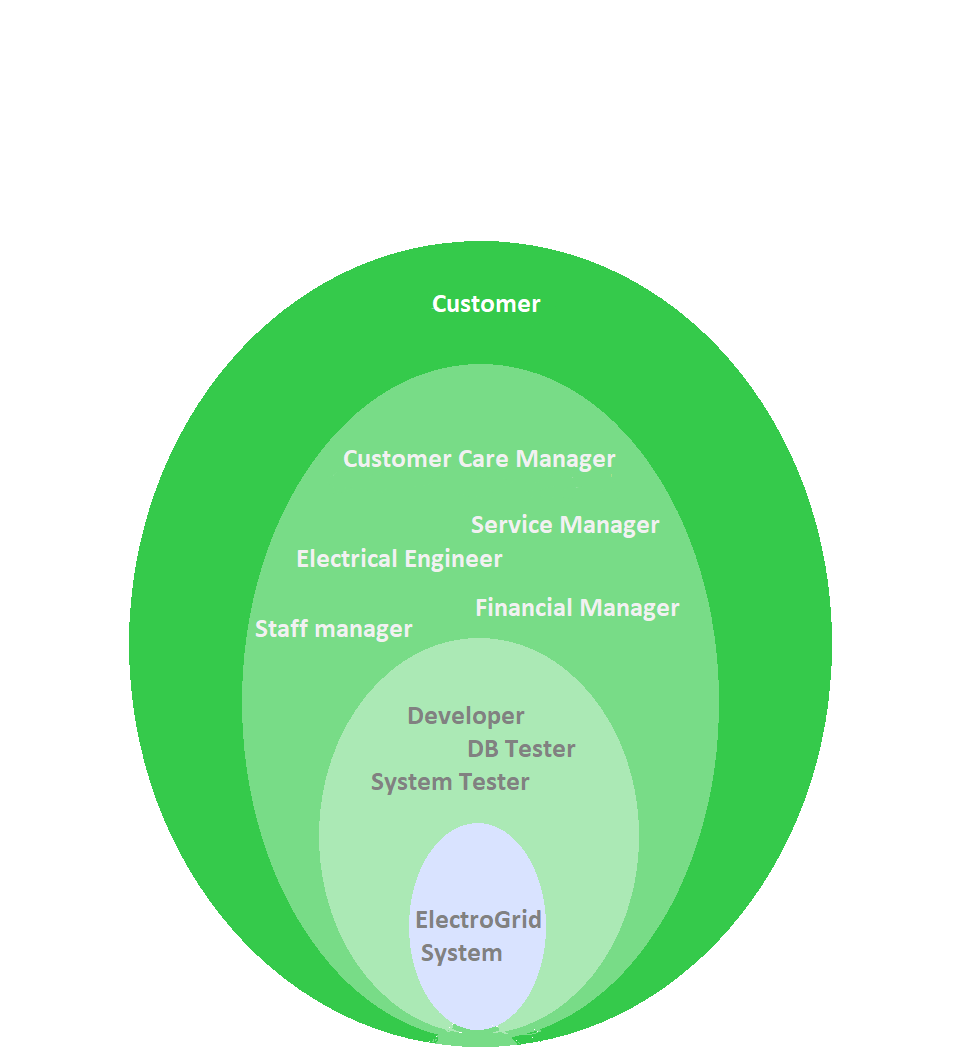 Customer
Customer Care Manager
Service Manager
Electrical Engineer
Financial Manager
Staff manager
Developer
DB Tester
System Tester
ElectroGrid
System